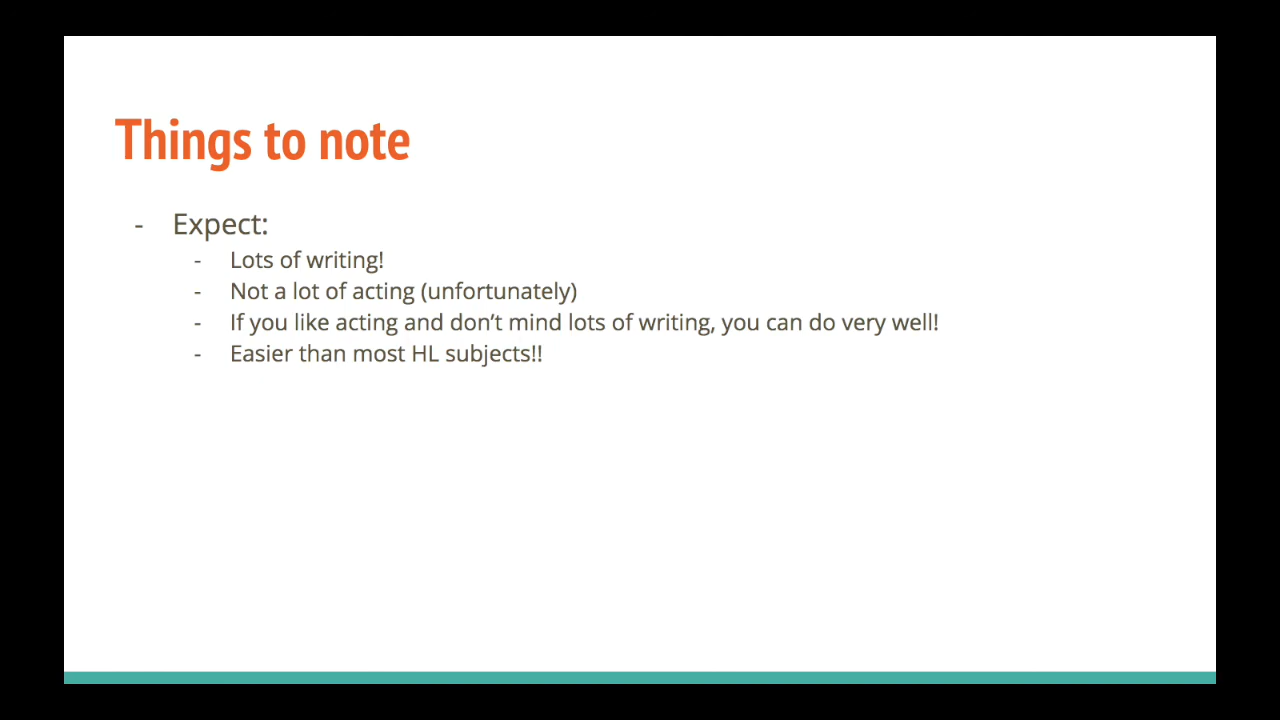 Things to note
- Expect:
- Lots of writing!
- Not a lot of acting (unfortunately)
- If you like acting and don’t mind lots of writing, you can do very well!
- Easier than most HL subjects!!